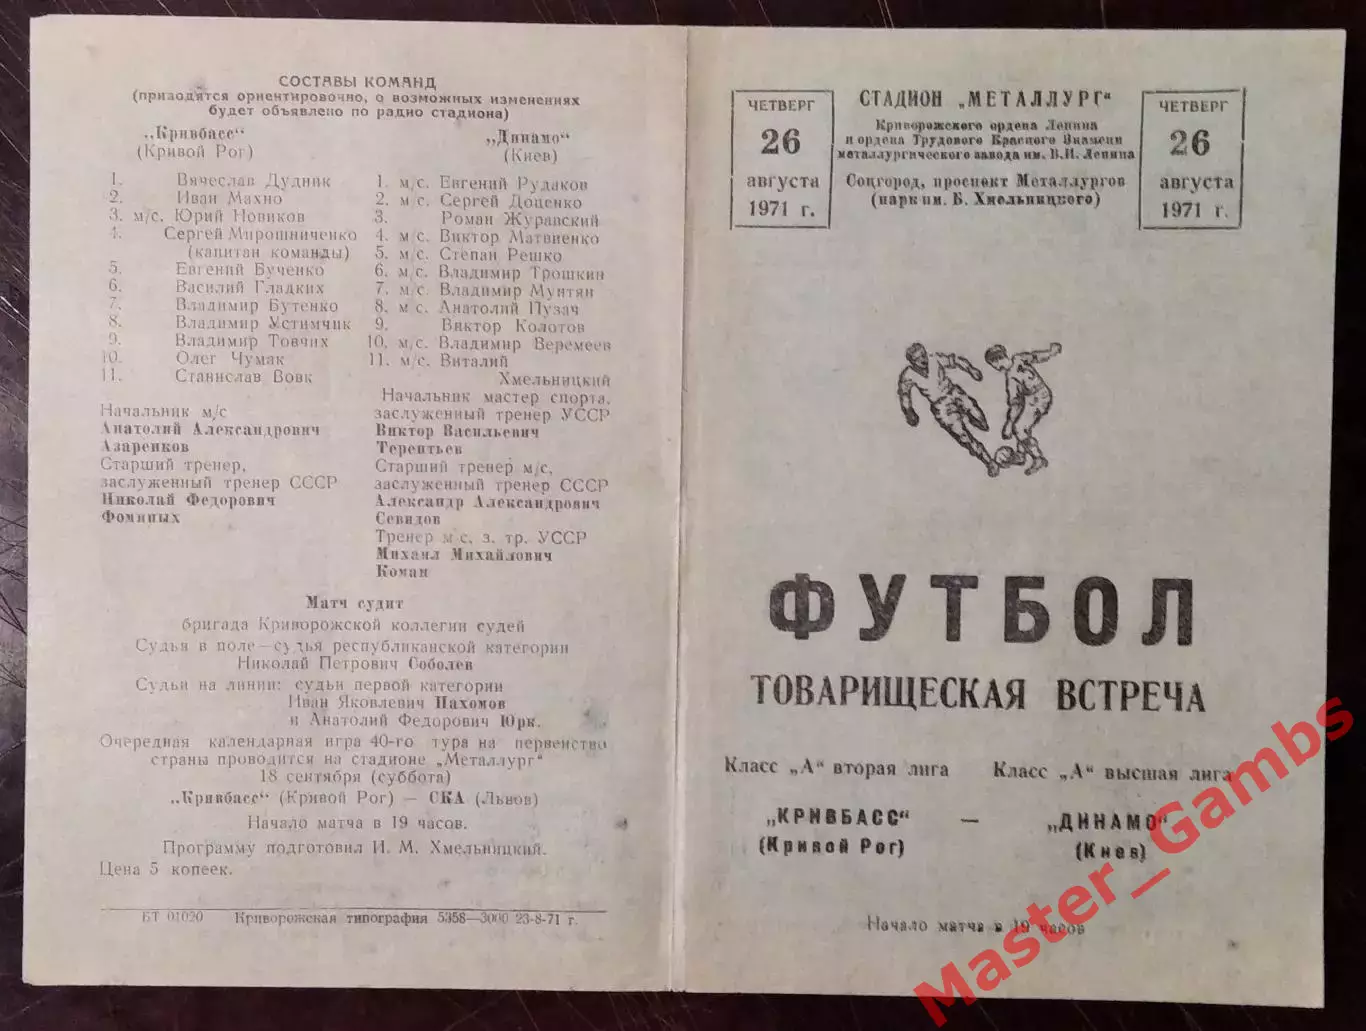 СОСТАВЫ КОМАНД
(приводятся ориентировочно, о возможных изменениях
будет объявлено по радио стадиона)
„Кривбасс“
(Кривой Рог)
1. Вячеслав Дудник
2. Иван Махно
3. м/с. Юрий Новиков
4. Сергей Мирошниченко
(капитан команды)
5. Евгений Бученко
6. Василий Гладких
7. Владимир Бутенко
8. Владимир Устимчик
9. Владимир Товчих
10. Олег Чумак
11. Станислав Вовк
Начальник м/с
Анатолий Александрович
Азаренков
Старший тренер,
заслуженный тренер СССР
Николай Федорович
Фоминых
„Динамо“
(Киев)
1. м/с. Евгений Рудаков
2. м/с. Сергей Доценко
3. Роман Журавский
4. м/с. Виктор Матвиенко
5. м/с. Степан Решко
6. м/с. Владимир Трошкин
7. м/с. Владимир Мунтян
8. м/с. Анатолий Пузач
9. Виктор Колотов
10. м/с. Владимир Веремеев
11. м/с. Виталий
Хмельницкий
Начальник мастер спорта,
заслуженный тренер УССР
Виктор Васильевич
Терентьев
Старший тренер м/с,
заслуженный тренер СССР
Александр Александрович
Севидов
Тренер м/с, з. тр. УССР
Михаил Михайлович
Коман
Матч судит
бригада Криворожской коллегии судей
Судья в поле — судья республиканской категории
Николай Петрович Соболев
Судьи на линии: судьи первой категории
Иван Яковлевич Пахомов
и Анатолий Федорович Юрк.
Очередная календарная игра 40-го тура на первенство
страны проводится на стадионе „Металлург“
18 сентября (суббота)
„Кривбасс“ (Кривой Рог) — СКА (Львов)
Начало матча в 19 часов.
Программу подготовил И. М. Хмельницкий.
Цена 5 копеек.
БТ 01020 Криворожская типография 5358—3000 23-8-71 г.
ЧЕТВЕРГ
26
августа
1971 г.
СТАДИОН „МЕТАЛЛУРГ“
Криворожского ордена Ленина
и ордена Трудового Красного Знамени
металлургического завода им. В.И. Ленина
Соцгород, проспект Металлургов
(парк им. Б. Хмельницкого)
ЧЕТВЕРГ
26
августа
1971 г.
ФУТБОЛ
ТОВАРИЩЕСКАЯ ВСТРЕЧА
Класс „А“ вторая лига Класс „А“ высшая лига
„КРИВБАСС“ — „ДИНАМО“
(Кривой Рог) (Киев)
Начало матча в 19 часов
Master_Gambs